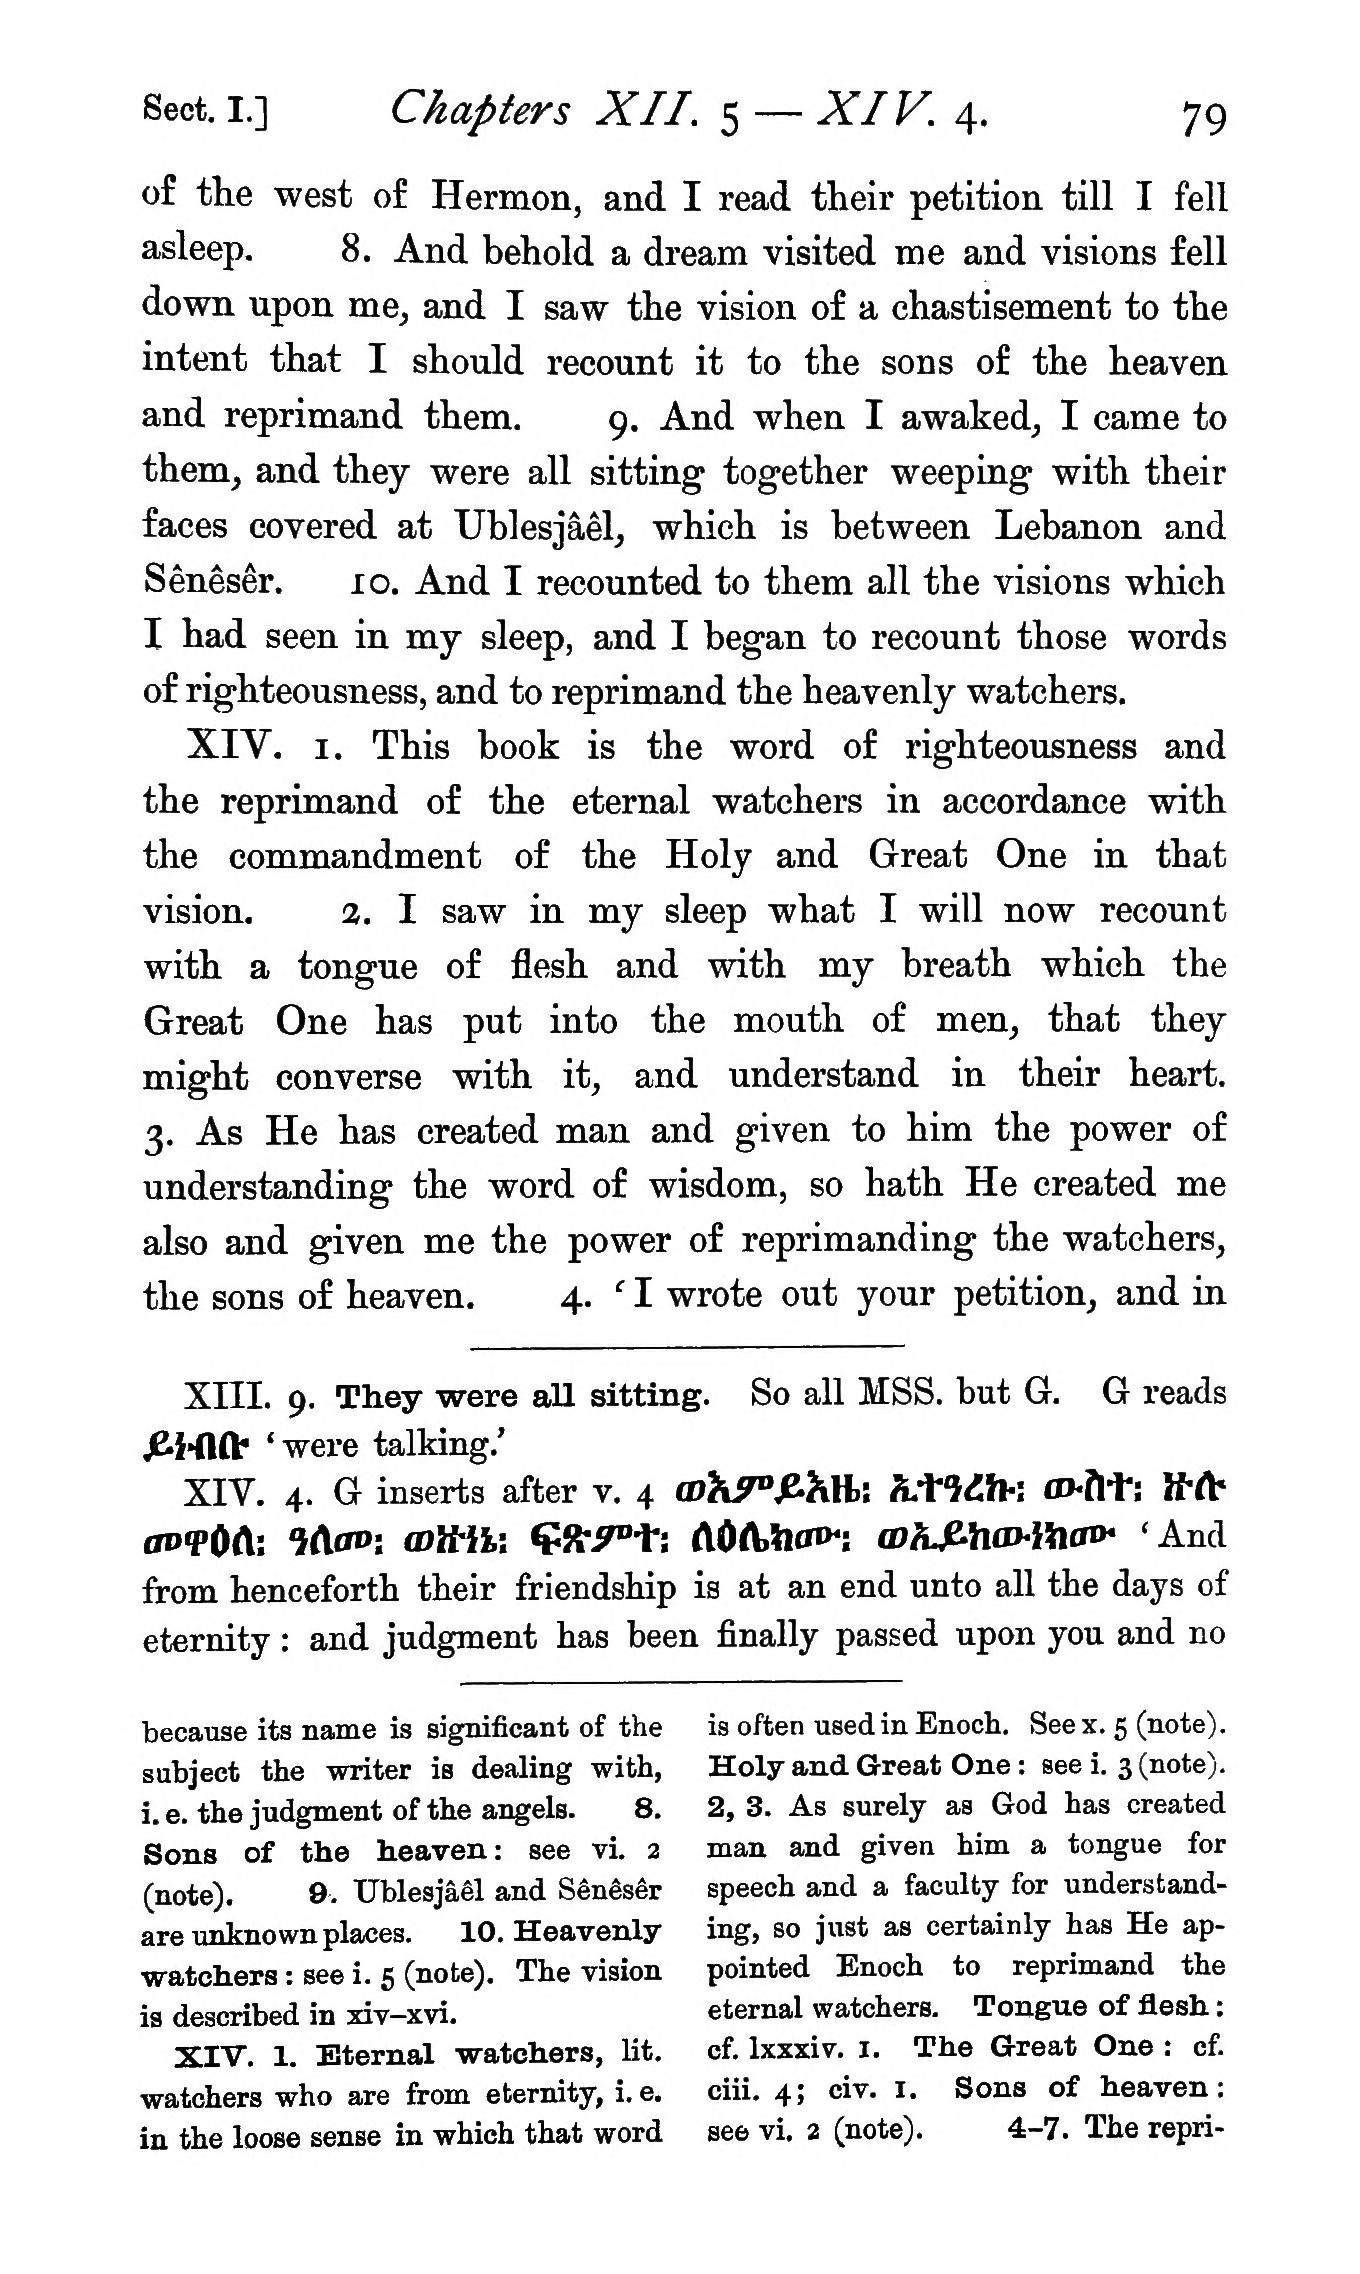 Sect. I.] Chapters XII. 5 — XIV. 4. 79
of the west of Hermon, and I read their petition till I fell
asleep. 8. And behold a dream visited me and visions fell
down upon me, and I saw the vision of a chastisement to the
intent that I should recount it to the sons of the heaven
and reprimand them. 9. And when I awaked, I came to
them, and they were all sitting together weeping with their
faces covered at Ublesjâêl, which is between Lebanon and
Sênêsêr. 10. And I recounted to them all the visions which
I had seen in my sleep, and I began to recount those words
of righteousness, and to reprimand the heavenly watchers.
XIV. 1. This book is the word of righteousness and
the reprimand of the eternal watchers in accordance with
the commandment of the Holy and Great One in that
vision. 2. I saw in my sleep what I will now recount
with a tongue of flesh and with my breath which the
Great One has put into the mouth of men, that they
might converse with it, and understand in their heart.
3. As He has created man and given to him the power of
understanding the word of wisdom, so hath He created me
also and given me the power of reprimanding the watchers,
the sons of heaven. 4. ‘I wrote out your petition, and in
XIII. 9. They were all sitting. So all MSS. but G. G reads
ይነብቡ ‘were talking.’
XIV. 4. G inserts after v. 4 ወእምይእዜ፡ ውስተ፡ ኵሉ
መዋዕለ፡ ዓለመ፡ ወኵነኔ፡ ፍጽምት፡ ለዕሌክሙ፡ ወኢይከውነክሙ ‘And
from henceforth their friendship is at an end unto all the days of
eternity : and judgment has been finally passed upon you and no
because its name is significant of the
subject the writer is dealing with,
i. e. the judgment of the angels. 8.
Sons of the heaven: see vi. 2
(note). 9. Ublesjâêl and Sênêsêr
are unknown places. 10. Heavenly
watchers : see i. 5 (note). The vision
is described in xiv–xvi.
XIV. 1. Eternal watchers, lit.
watchers who are from eternity, i. e.
in the loose sense in which that word
is often used in Enoch. See x. 5 (note).
Holy and Great One : see i. 3 (note).
2, 3. As surely as God has created
man and given him a tongue for
speech and a faculty for understand-
ing, so just as certainly has He ap-
pointed Enoch to reprimand the
eternal watchers. Tongue of flesh :
cf. lxxxiv. 1. The Great One : cf.
ciii. 4; civ. 1. Sons of heaven :
see vi. 2 (note). 4–7. The repri-